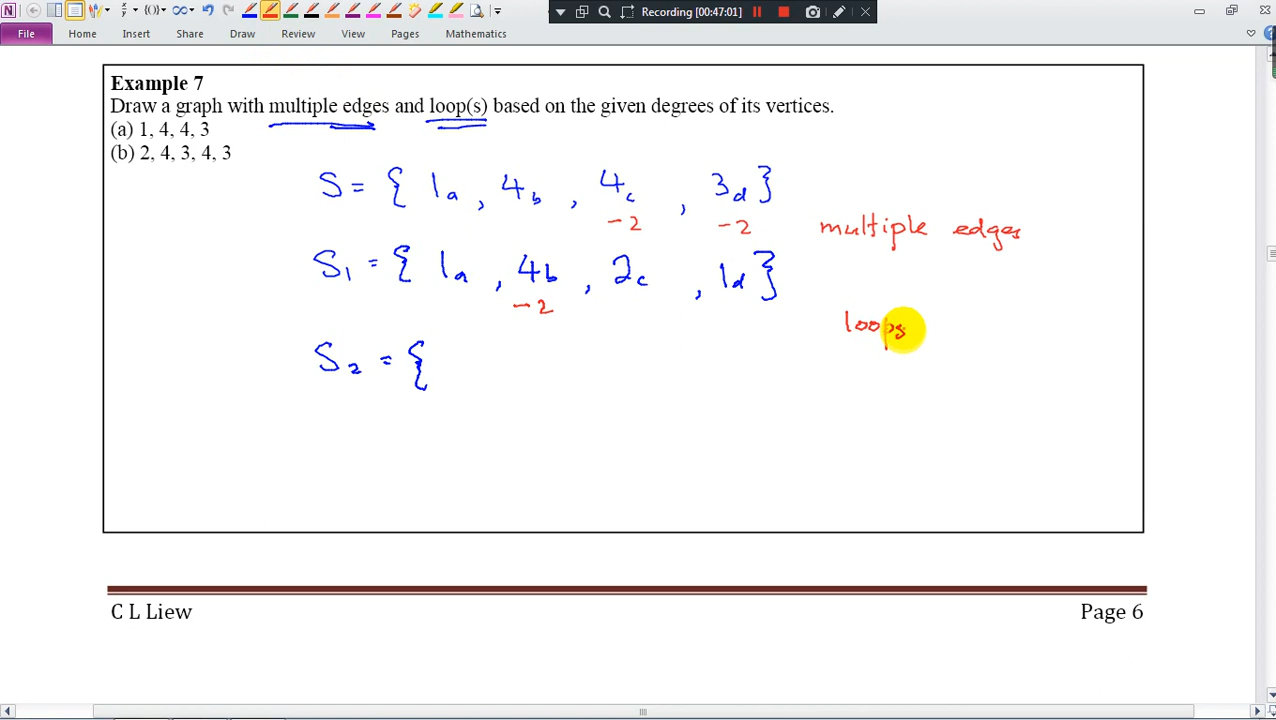 Recording [00:47:01]
File Home Insert Share Draw Review View Pages Mathematics
Example 7
Draw a graph with multiple edges and loop(s) based on the given degrees of its vertices.
(a) 1, 4, 4, 3
(b) 2, 4, 3, 4, 3
S = { 1a , 4b , 4c , 3d }
-2 -2
multiple edges
S1 = { 1a , 4b , 2c , 1d }
-2
loops
S2 = {
C L Liew Page 6